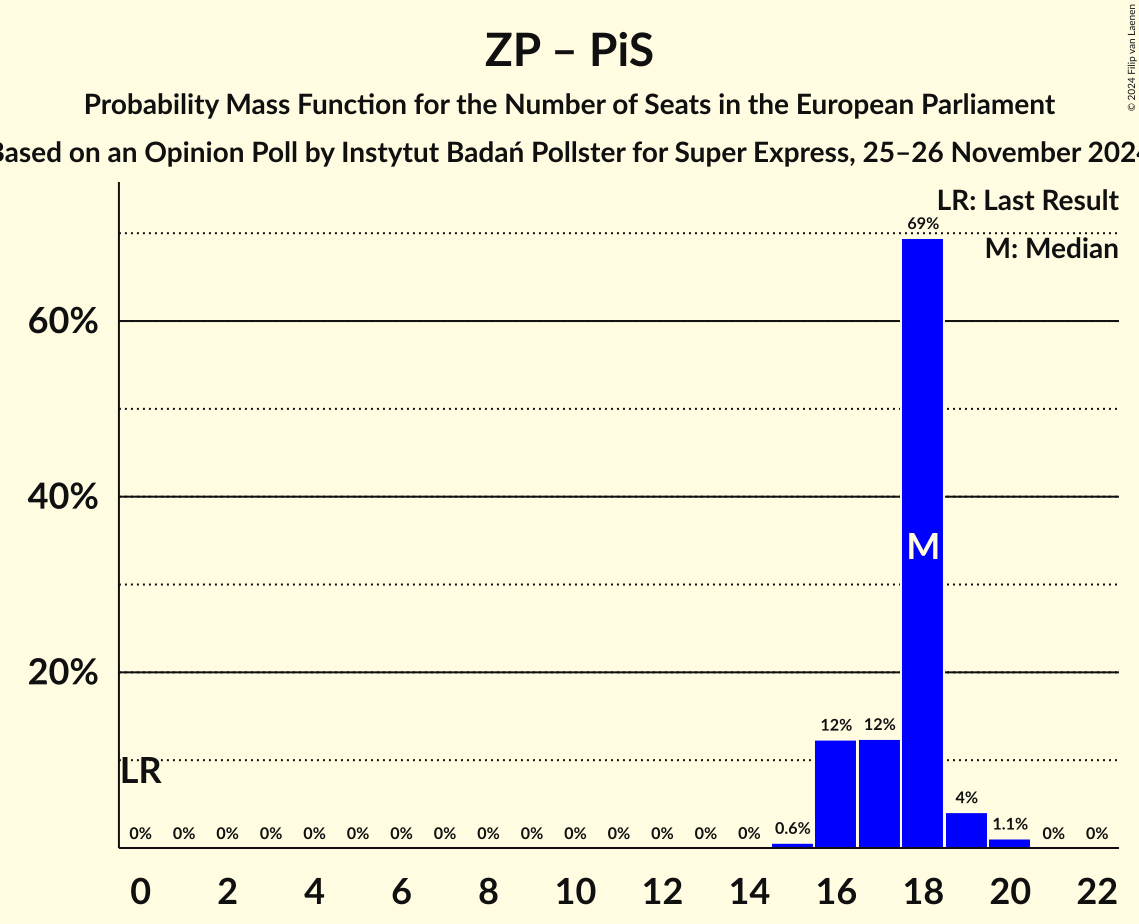 ZP – PiS
Probability Mass Function for the Number of Seats in the European Parliament
Based on an Opinion Poll by Instytut Badań Pollster for Super Express, 25–26 November 2024
© 2024 Filip van Laenen
LR: Last Result
M: Median
60%
40%
20%
LR
M
0% 0% 0% 0% 0% 0% 0% 0% 0% 0% 0% 0% 0% 0% 0% 0.6% 12% 12% 69% 4% 1.1% 0% 0%
0 2 4 6 8 10 12 14 16 18 20 22